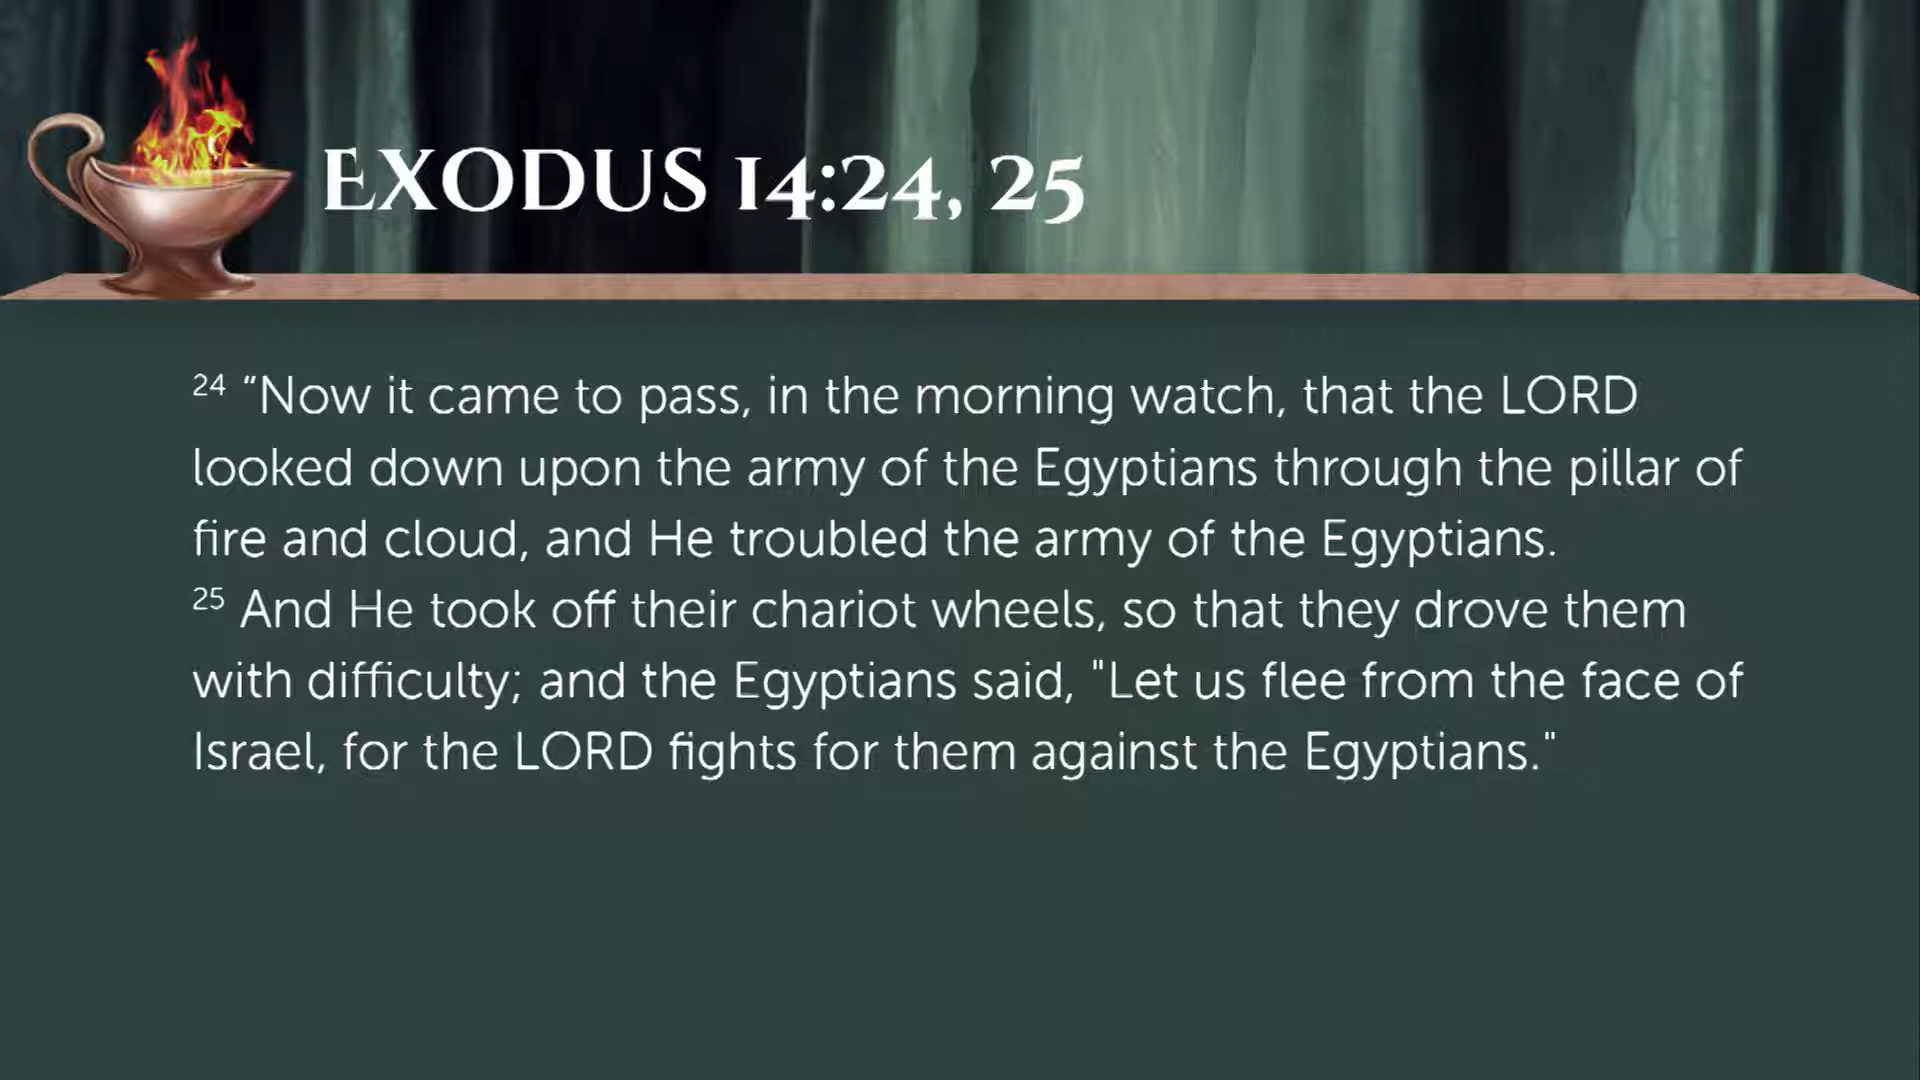 Exodus 14:24, 25
24 “Now it came to pass, in the morning watch, that the LORD
looked down upon the army of the Egyptians through the pillar of
fire and cloud, and He troubled the army of the Egyptians.
25 And He took off their chariot wheels, so that they drove them
with difficulty; and the Egyptians said, "Let us flee from the face of
Israel, for the LORD fights for them against the Egyptians."